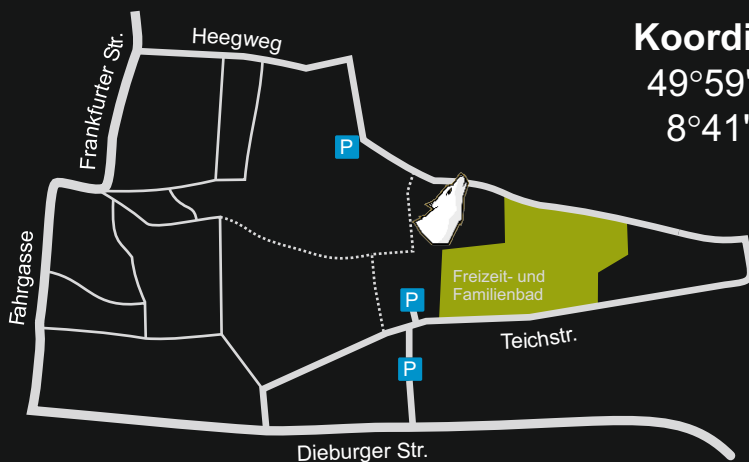 Heegweg
Koordi
49°59'
8°41'
Frankfurter Str.
P
Fahrgasse
Freizeit- und
Familienbad
P
Teichstr.
P
Dieburger Str.